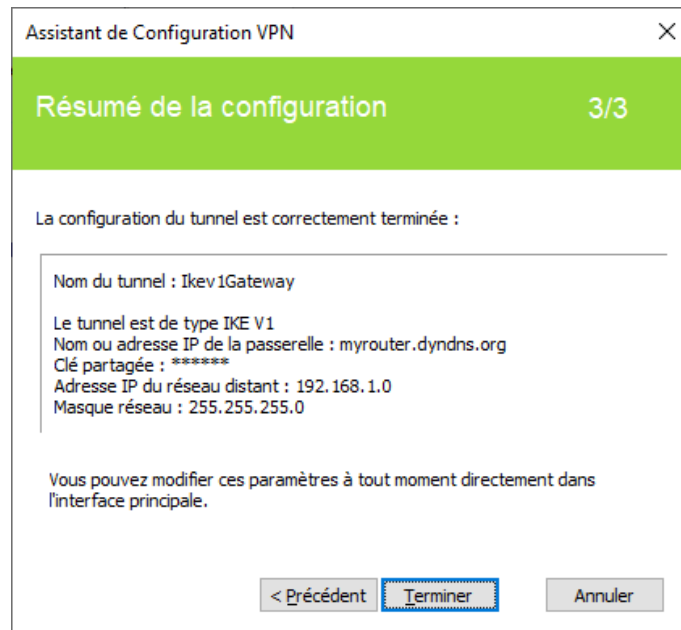 Assistant de Configuration VPN
Résumé de la configuration 3/3
La configuration du tunnel est correctement terminée :
Nom du tunnel : Ikev1Gateway
Le tunnel est de type IKE V1
Nom ou adresse IP de la passerelle : myrouter.dyndns.org
Clé partagée : ******
Adresse IP du réseau distant : 192.168.1.0
Masque réseau : 255.255.255.0
Vous pouvez modifier ces paramètres à tout moment directement dans
l'interface principale.
< Précédent Terminer Annuler